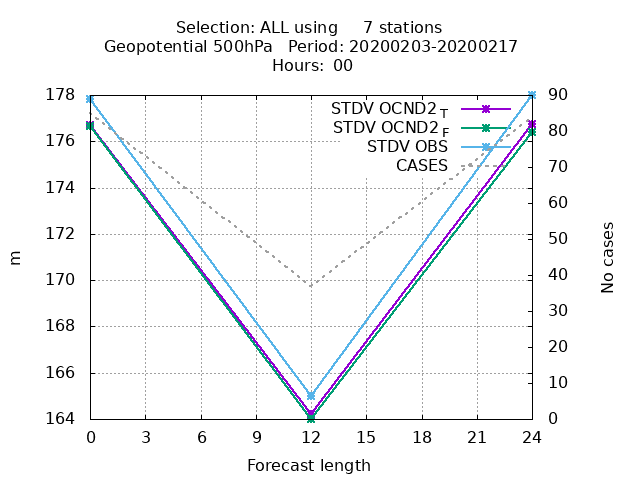 Selection: ALL using     7 stations
Geopotential 500hPa   Period: 20200203-20200217
Hours:  00
178
176
174
172
170
168
166
164
90
80
70
60
50
40
30
20
10
0
STDV OCND2 T
STDV OCND2 F
STDV OBS
CASES
m
No cases
0 3 6 9 12 15 18 21 24
Forecast length